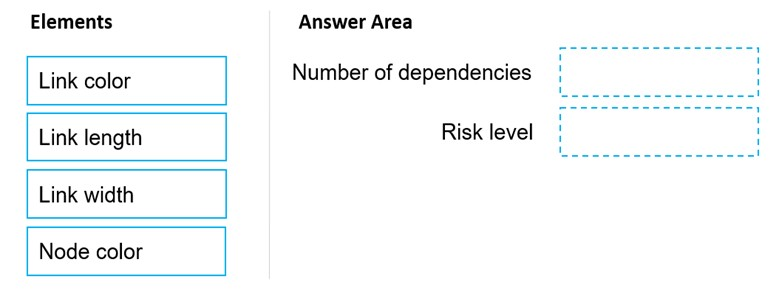 Elements
Answer Area
Link color
Number of dependencies
Link length
Risk level
Link width
Node color